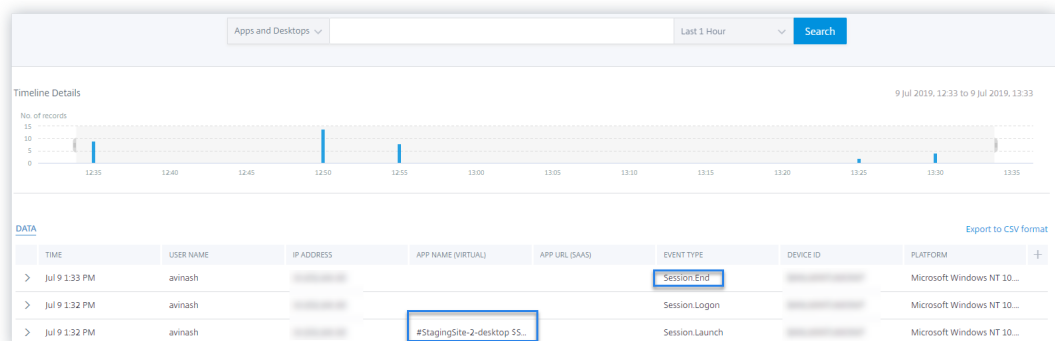 Apps and Desktops Last 1 Hour Search
Timeline Details 9 Jul 2019, 12:33 to 9 Jul 2019, 13:33
No. of records
15
10
5
0
12:35 12:40 12:45 12:50 12:55 13:00 13:05 13:10 13:15 13:20 13:25 13:30 13:35
DATA Export to CSV format
TIME USER NAME IP ADDRESS APP NAME (VIRTUAL) APP URL (SAAS) EVENT TYPE DEVICE ID PLATFORM +
> Jul 9 1:33 PM avinash Session.End Microsoft Windows NT 10....
> Jul 9 1:32 PM avinash Session.Logon Microsoft Windows NT 10....
> Jul 9 1:32 PM avinash #StagingSite-2-desktop SS... Session.Launch Microsoft Windows NT 10....